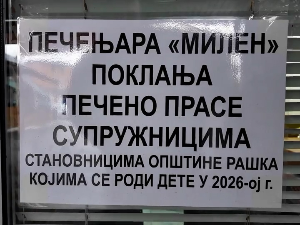 ПЕЧЕЊАРА «МИЛЕН»
ПОКЛАЊА
ПЕЧЕНО ПРАСЕ
СУПРУЖНИЦИМА
СТАНОВНИЦИМА ОПШТИНЕ РАШКА
КОЈИМА СЕ РОДИ ДЕТЕ У 2026-ој г.